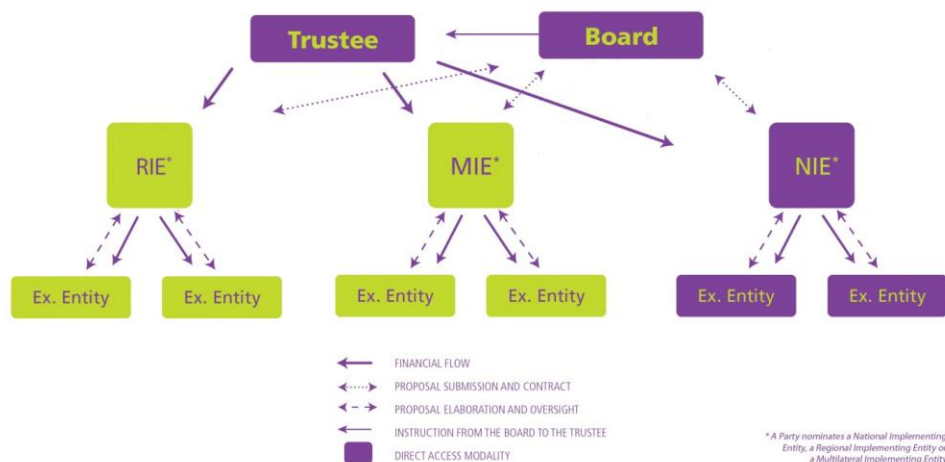 Trustee
Board
RIE*
MIE*
NIE*
Ex. Entity
Ex. Entity
Ex. Entity
Ex. Entity
Ex. Entity
Ex. Entity
FINANCIAL FLOW
PROPOSAL SUBMISSION AND CONTRACT
PROPOSAL ELABORATION AND OVERSIGHT
INSTRUCTION FROM THE BOARD TO THE TRUSTEE
DIRECT ACCESS MODALITY
* A Party nominates a National Implementing
Entity, a Regional Implementing Entity or
a Multilateral Implementing Entity